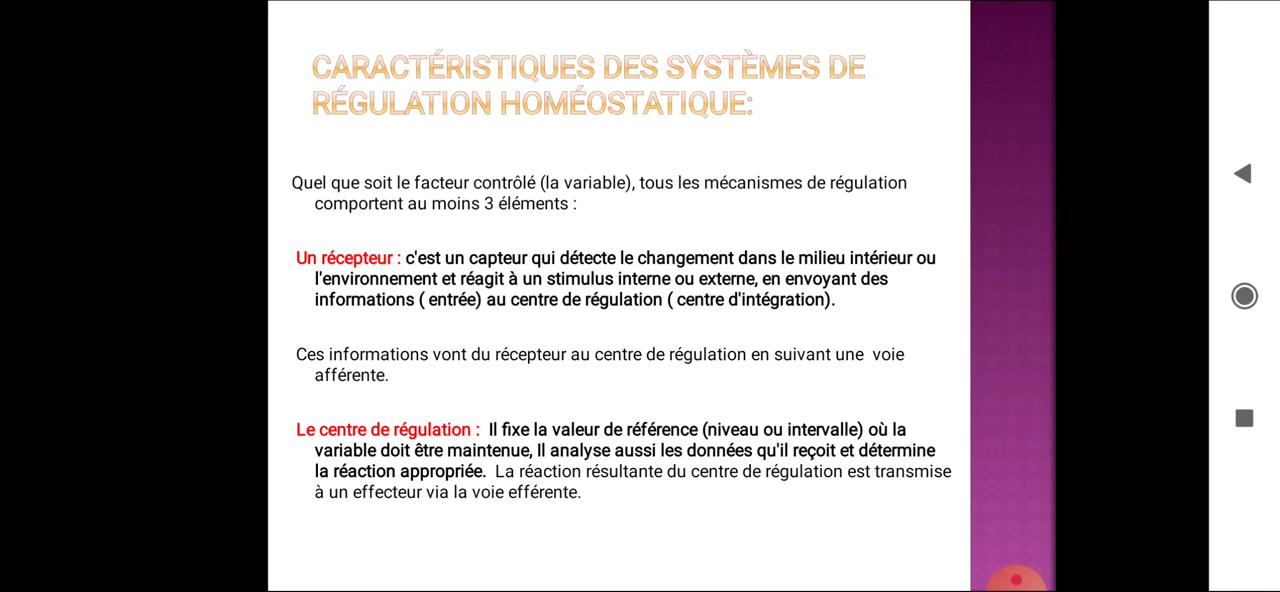 CARACTÉRISTIQUES DES SYSTÈMES DE
RÉGULATION HOMÉOSTATIQUE:
Quel que soit le facteur contrôlé (la variable), tous les mécanismes de régulation
comportent au moins 3 éléments :
Un récepteur : c'est un capteur qui détecte le changement dans le milieu intérieur ou
l'environnement et réagit à un stimulus interne ou externe, en envoyant des
informations ( entrée) au centre de régulation ( centre d'intégration).
Ces informations vont du récepteur au centre de régulation en suivant une  voie
afférente.
Le centre de régulation :  Il fixe la valeur de référence (niveau ou intervalle) où la
variable doit être maintenue, Il analyse aussi les données qu'il reçoit et détermine
la réaction appropriée.  La réaction résultante du centre de régulation est transmise
à un effecteur via la voie efférente.